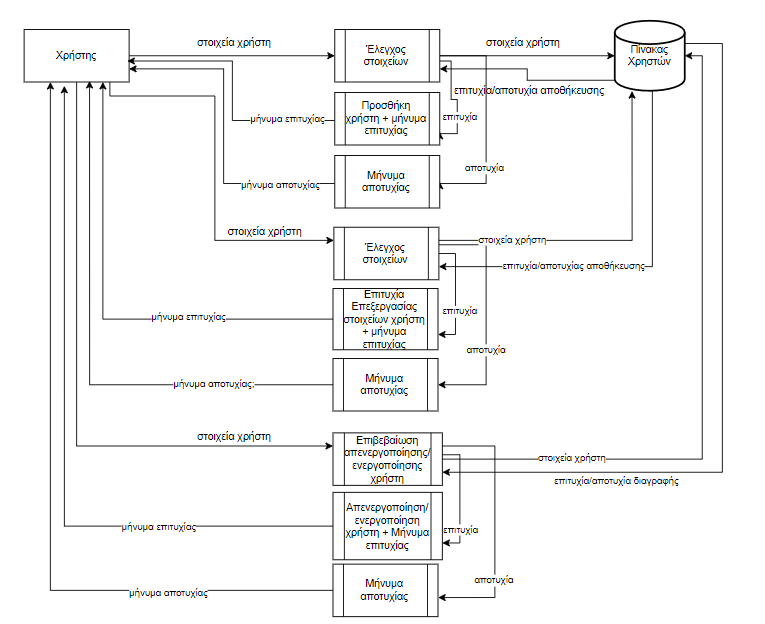 Χρήστης
στοιχεία χρήστη
Έλεγχος
στοιχείων
στοιχεία χρήστη
Πίνακας
Χρηστών
επιτυχία/αποτυχία αποθήκευσης
Προσθήκη
χρήστη + μήνυμα
επιτυχίας
μήνυμα επιτυχίας
επιτυχία
Μήνυμα
αποτυχίας
μήνυμα αποτυχίας
αποτυχία
στοιχεία χρήστη
Έλεγχος
στοιχείων
στοιχεία χρήστη
επιτυχία/αποτυχίας αποθήκευσης
Επιτυχία
Επεξεργασίας
στοιχείων χρήστη
+ μήνυμα
επιτυχίας
μήνυμα επιτυχίας
επιτυχία
αποτυχία
Μήνυμα
αποτυχίας
μήνυμα αποτυχίας;
στοιχεία χρήστη
Επιβεβαίωση
απενεργοποίησης/
ενεργοποίησης
χρήστη
στοιχεία χρήστη
επιτυχία/αποτυχία διαγραφής
Απενεργοποίηση/
ενεργοποίηση
χρήστη + Μήνυμα
επιτυχίας
μήνυμα επιτυχίας
επιτυχία
αποτυχία
Μήνυμα
αποτυχίας
μήνυμα αποτυχίας